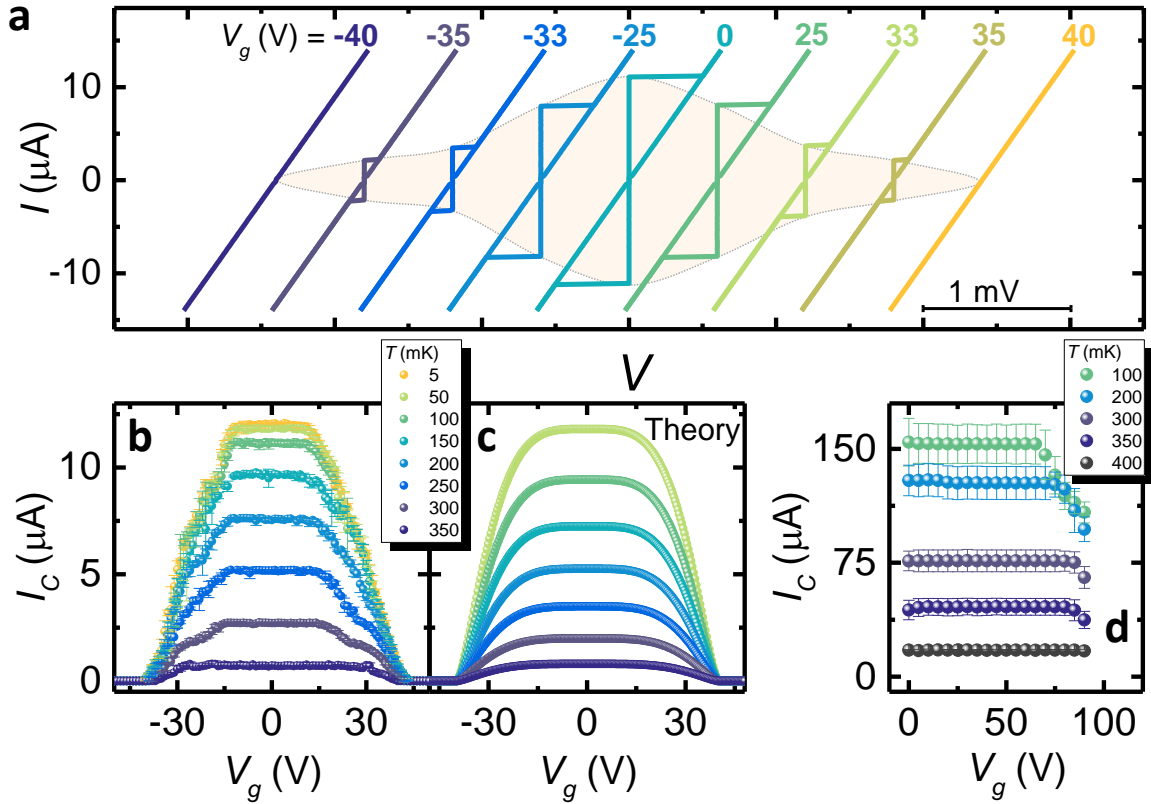 a
V_g (V) = -40 -35 -33 -25 0 25 33 35 40
I (µA)
10
0
-10
1 mV
V
T (mK)
5
50
100
150
200
250
300
350
b
I_C (µA)
10
5
0
-30 0 30
V_g (V)
c
Theory
-30 0 30
V_g (V)
T (mK)
100
200
300
350
400
d
I_C (µA)
150
75
0
0 50 100
V_g (V)